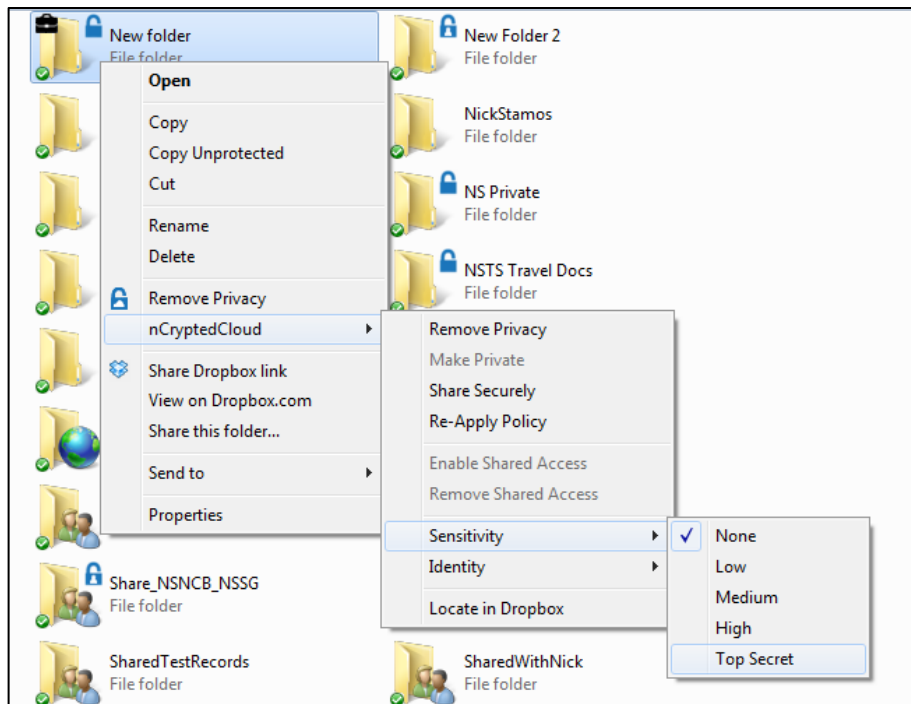 New folder
File folder
New Folder 2
File folder
NickStamos
File folder
NS Private
File folder
NSTS Travel Docs
File folder
Open
Copy
Copy Unprotected
Cut
Rename
Delete
Remove Privacy
nCryptedCloud
Share Dropbox link
View on Dropbox.com
Share this folder...
Send to
Properties
Remove Privacy
Make Private
Share Securely
Re-Apply Policy
Enable Shared Access
Remove Shared Access
Sensitivity
Identity
Locate in Dropbox
None
Low
Medium
High
Top Secret
Share_NSNCB_NSSG
File folder
SharedTestRecords
File folder
SharedWithNick
File folder